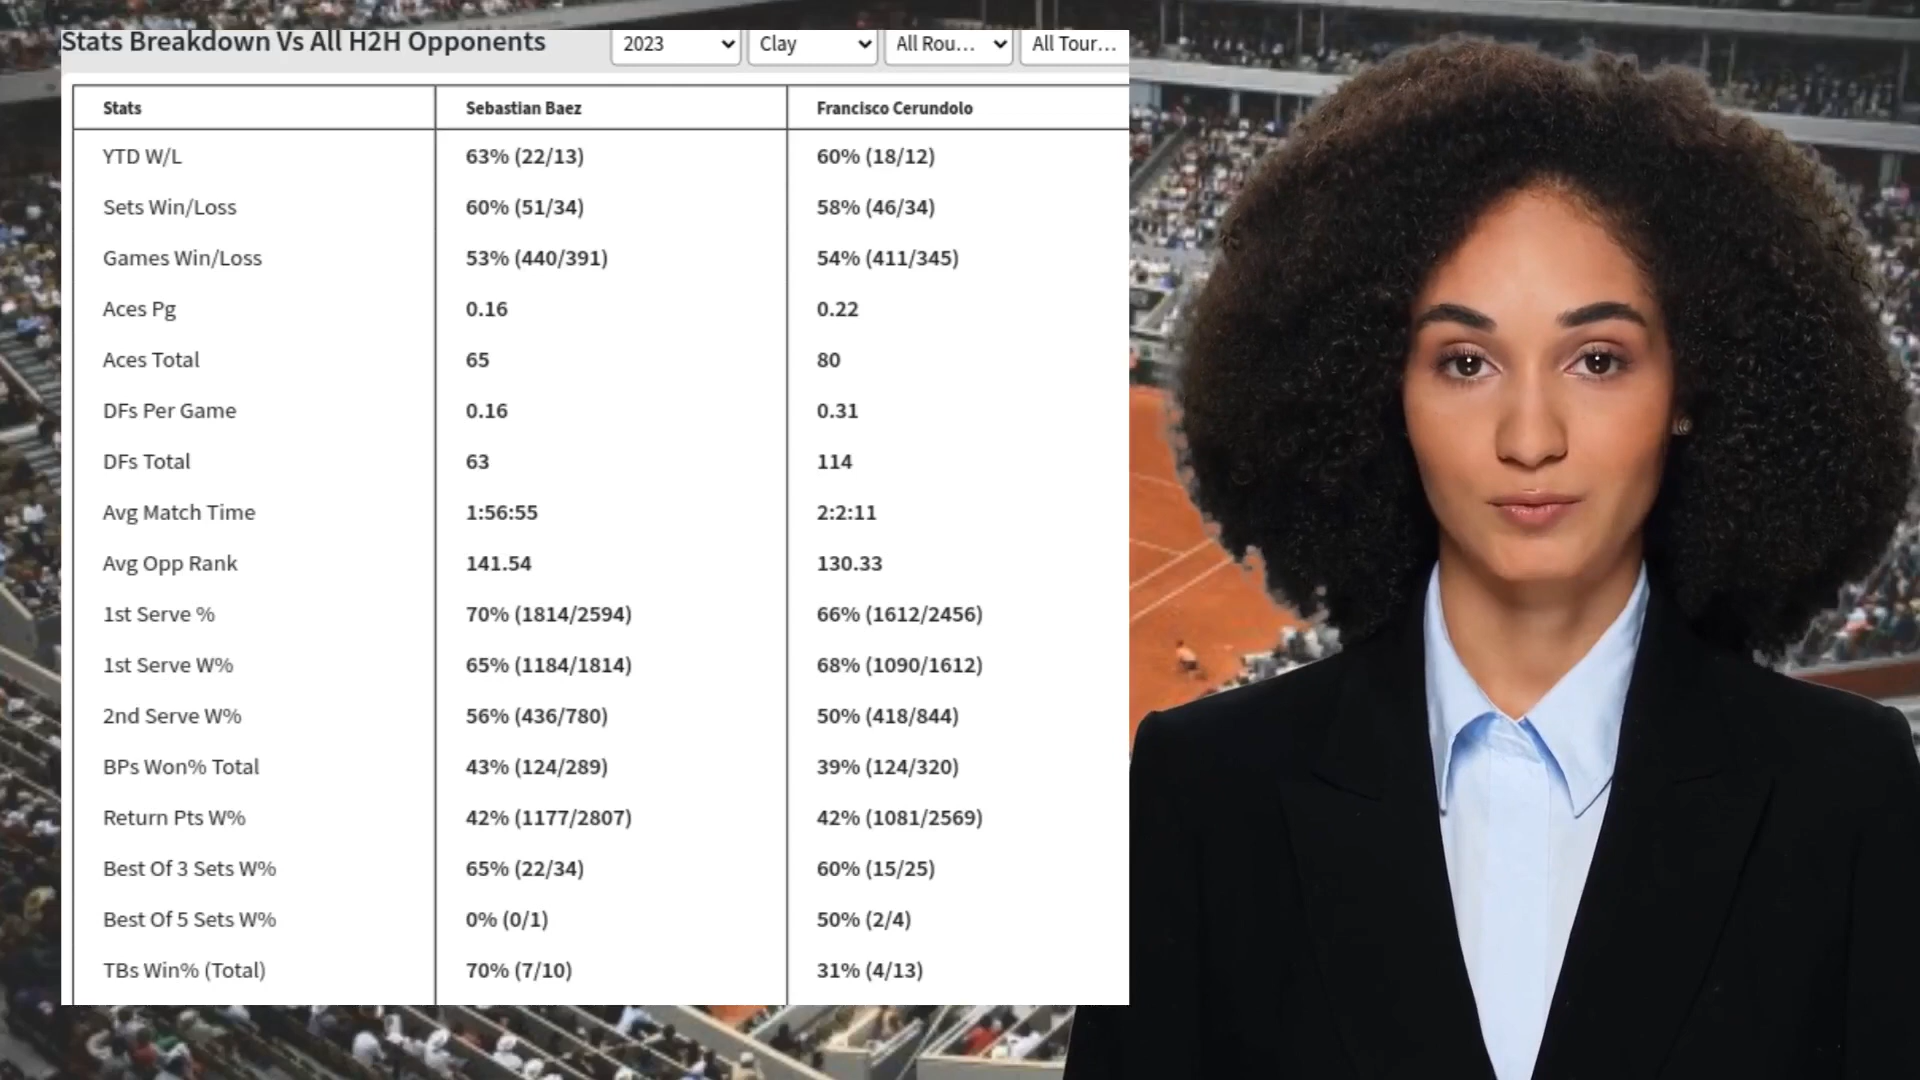 Stats Breakdown Vs All H2H Opponents 2023 Clay All Rou... All Tour...
Stats Sebastian Baez Francisco Cerundolo
YTD W/L 63% (22/13) 60% (18/12)
Sets Win/Loss 60% (51/34) 58% (46/34)
Games Win/Loss 53% (440/391) 54% (411/345)
Aces Pg 0.16 0.22
Aces Total 65 80
DFs Per Game 0.16 0.31
DFs Total 63 114
Avg Match Time 1:56:55 2:2:11
Avg Opp Rank 141.54 130.33
1st Serve % 70% (1814/2594) 66% (1612/2456)
1st Serve W% 65% (1184/1814) 68% (1090/1612)
2nd Serve W% 56% (436/780) 50% (418/844)
BPs Won% Total 43% (124/289) 39% (124/320)
Return Pts W% 42% (1177/2807) 42% (1081/2569)
Best Of 3 Sets W% 65% (22/34) 60% (15/25)
Best Of 5 Sets W% 0% (0/1) 50% (2/4)
TBs Win% (Total) 70% (7/10) 31% (4/13)